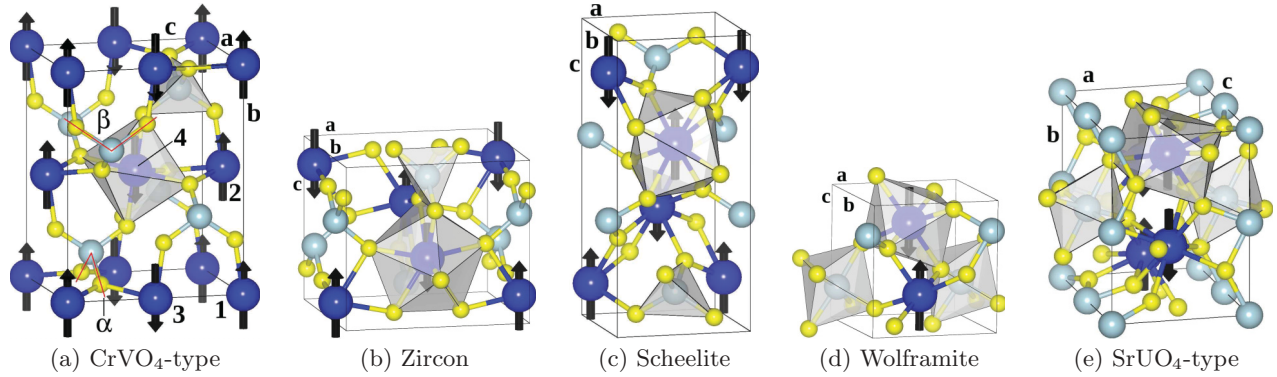 c
a
b
β
4
2
1
3
α
(a) CrVO₄-type
a
b
c
(b) Zircon
a
b
c
(c) Scheelite
a
c
b
(d) Wolframite
a
c
b
(e) SrUO₄-type